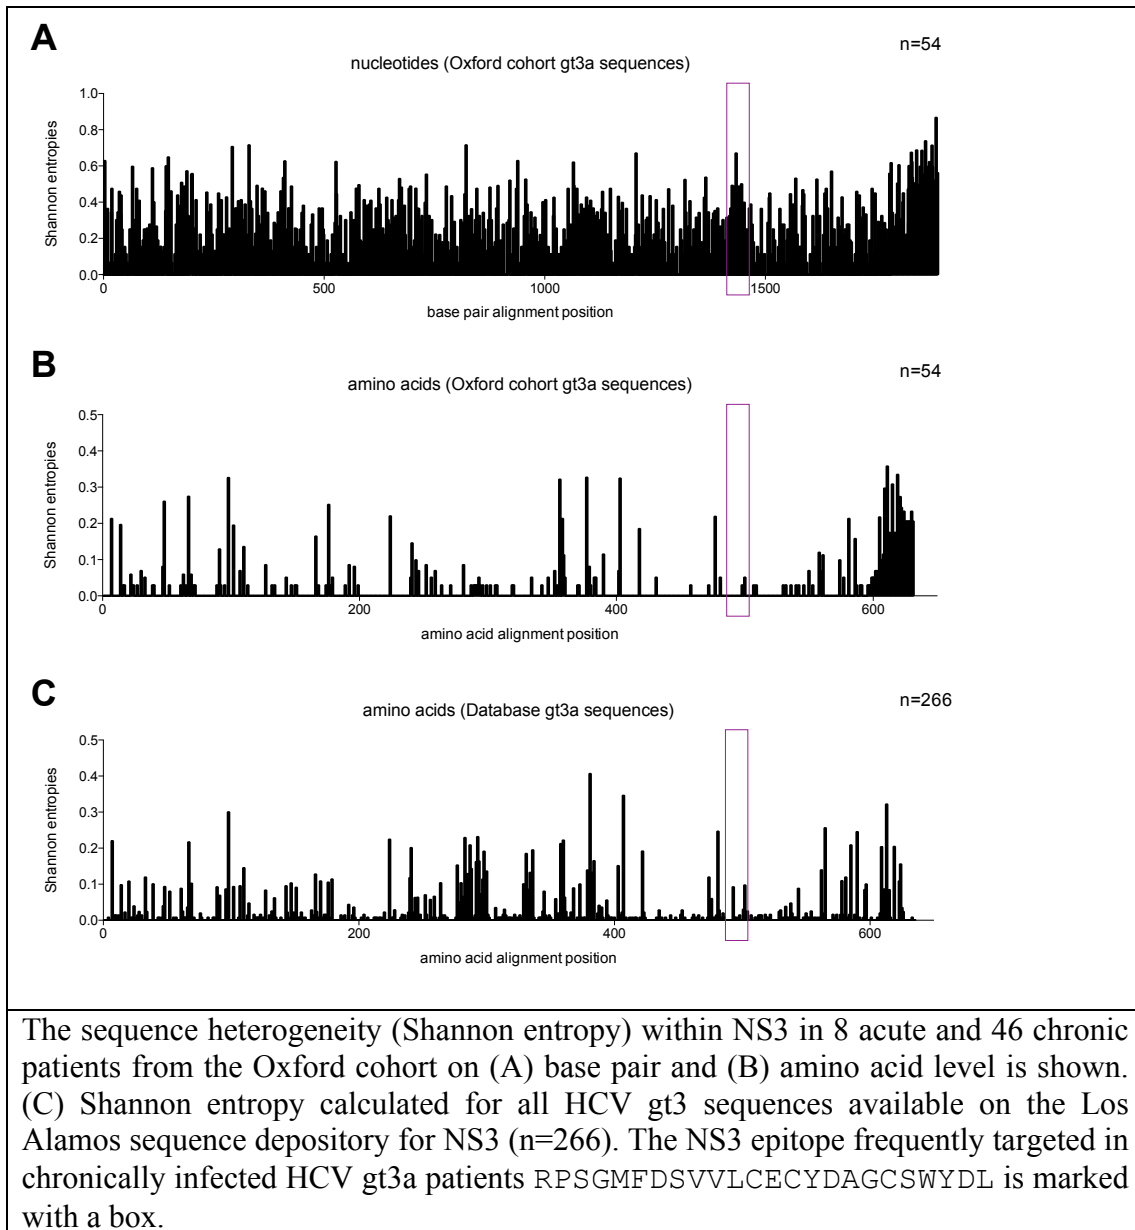 A
n=54
nucleotides (Oxford cohort gt3a sequences)
Shannon entropies
1.0
0.8
0.6
0.4
0.2
0.0
0 500 1000 1500
base pair alignment position
B
n=54
amino acids (Oxford cohort gt3a sequences)
Shannon entropies
0.5
0.4
0.3
0.2
0.1
0.0
0 200 400 600
amino acid alignment position
C
n=266
amino acids (Database gt3a sequences)
Shannon entropies
0.5
0.4
0.3
0.2
0.1
0.0
0 200 400 600
amino acid alignment position
The sequence heterogeneity (Shannon entropy) within NS3 in 8 acute and 46 chronic
patients from the Oxford cohort on (A) base pair and (B) amino acid level is shown.
(C) Shannon entropy calculated for all HCV gt3 sequences available on the Los
Alamos sequence depository for NS3 (n=266). The NS3 epitope frequently targeted in
chronically infected HCV gt3a patients RPSGMFDSVVLCECYDAGCSWYDL is marked
with a box.